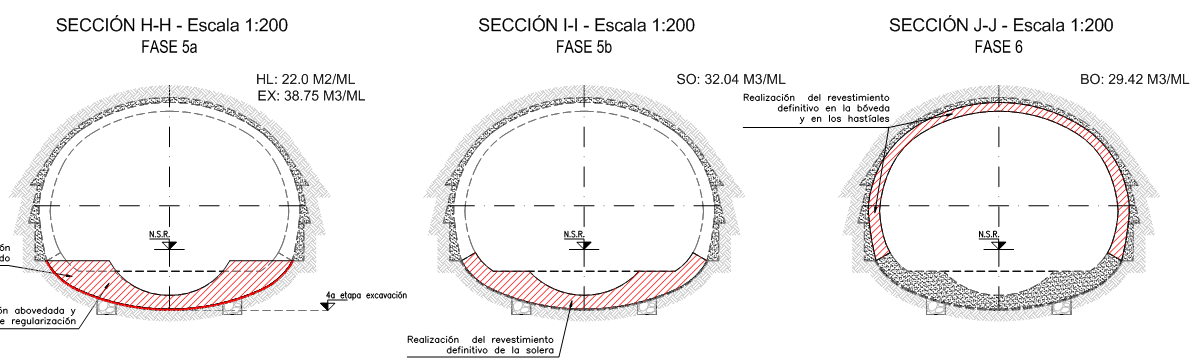 SECCIÓN H-H - Escala 1:200
FASE 5a
HL: 22.0 M2/ML
EX: 38.75 M3/ML
N.S.R.
4a etapa excavación
abovedada y
regularización
SECCIÓN I-I - Escala 1:200
FASE 5b
SO: 32.04 M3/ML
N.S.R.
Realización del revestimiento
definitivo de la solera
SECCIÓN J-J - Escala 1:200
FASE 6
BO: 29.42 M3/ML
Realización del revestimiento
definitivo en la bóveda
y en los hastíales
N.S.R.